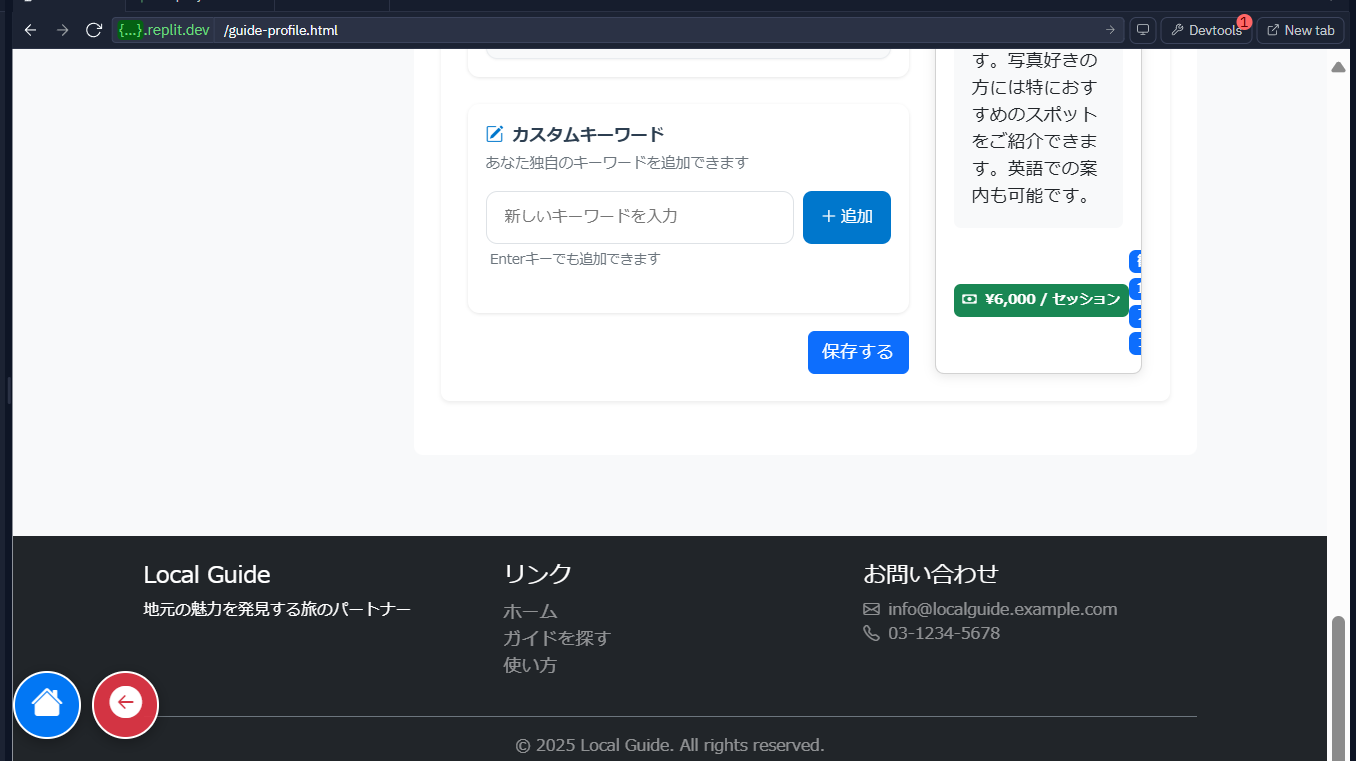 {...}.replit.dev /guide-profile.html
Devtools 1
New tab
カスタムキーワード
あなた独自のキーワードを追加できます
新しいキーワードを入力
+ 追加
Enterキーでも追加できます
保存する
す。写真好きの
方には特におす
すめのスポット
をご紹介できま
す。英語での案
内も可能です。
¥6,000 / セッション
Local Guide
地元の魅力を発見する旅のパートナー
リンク
ホーム
ガイドを探す
使い方
お問い合わせ
info@localguide.example.com
03-1234-5678
© 2025 Local Guide. All rights reserved.